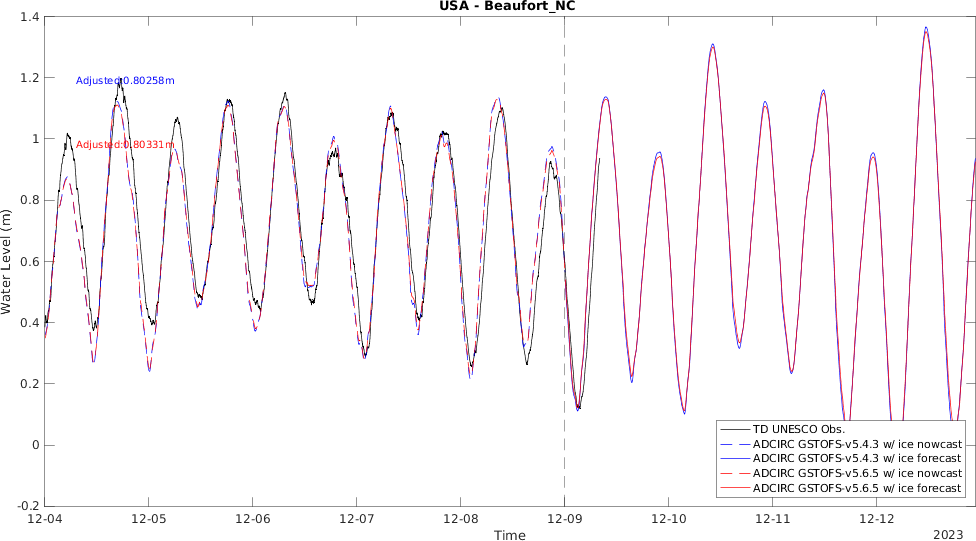 USA - Beaufort_NC
1.4
1.2
1
0.8
0.6
0.4
0.2
0
-0.2
Water Level (m)
Adjusted:0.80258m
Adjusted:0.80331m
TD UNESCO Obs.
ADCIRC GSTOFS-v5.4.3 w/ ice nowcast
ADCIRC GSTOFS-v5.4.3 w/ ice forecast
ADCIRC GSTOFS-v5.6.5 w/ ice nowcast
ADCIRC GSTOFS-v5.6.5 w/ ice forecast
12-04 12-05 12-06 12-07 12-08 12-09 12-10 12-11 12-12
Time
2023